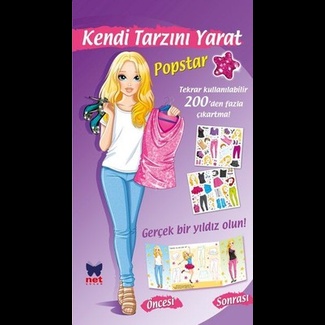 Kendi Tarzını Yarat
Popstar
Tekrar kullanılabilir
200'den fazla
çıkartma!
Gerçek bir yıldız olun!
net
Öncesi
Sonrası